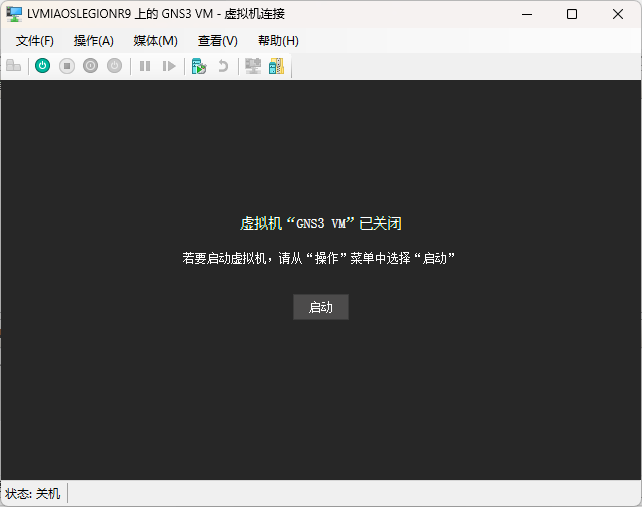 LVMIAOSLEGIONR9 上的 GNS3 VM - 虚拟机连接
文件(F) 操作(A) 媒体(M) 查看(V) 帮助(H)
虚拟机“GNS3 VM”已关闭
若要启动虚拟机，请从“操作”菜单中选择“启动”
启动
状态: 关机